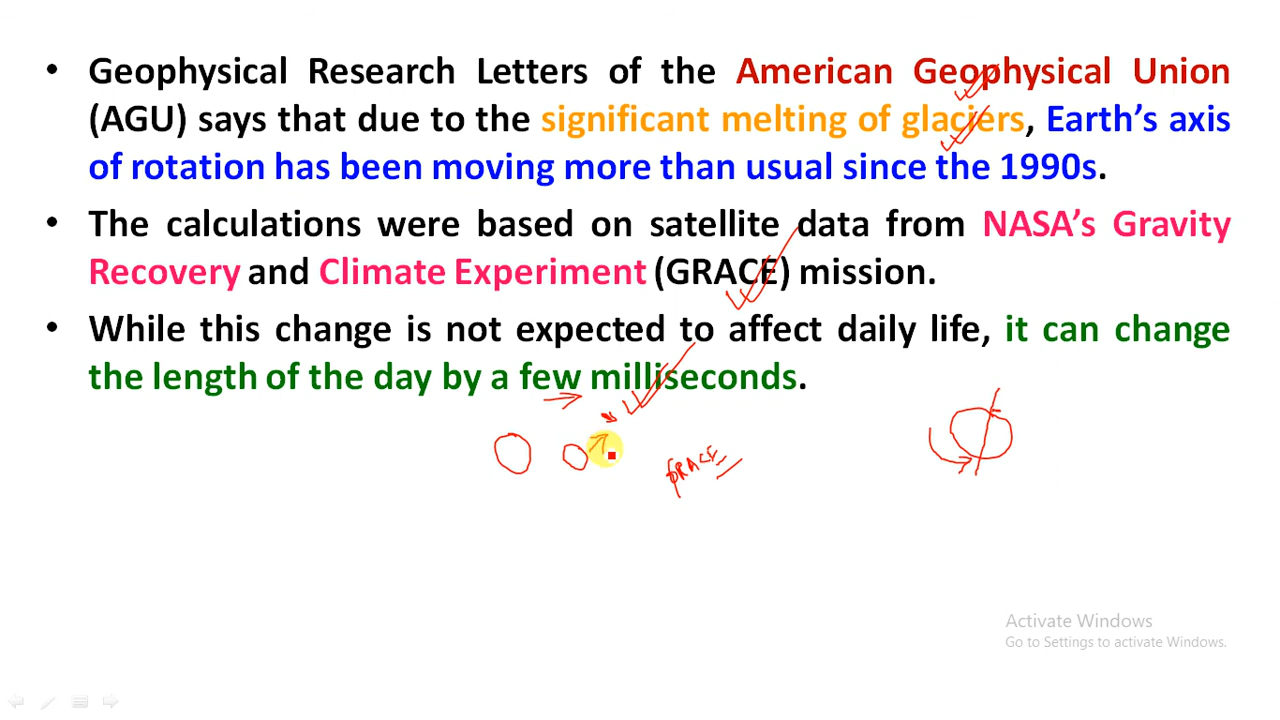 • Geophysical Research Letters of the American Geophysical Union
(AGU) says that due to the significant melting of glaciers, Earth's axis
of rotation has been moving more than usual since the 1990s.
• The calculations were based on satellite data from NASA's Gravity
Recovery and Climate Experiment (GRACE) mission.
• While this change is not expected to affect daily life, it can change
the length of the day by a few milliseconds.
GRACE
Activate Windows
Go to Settings to activate Windows.